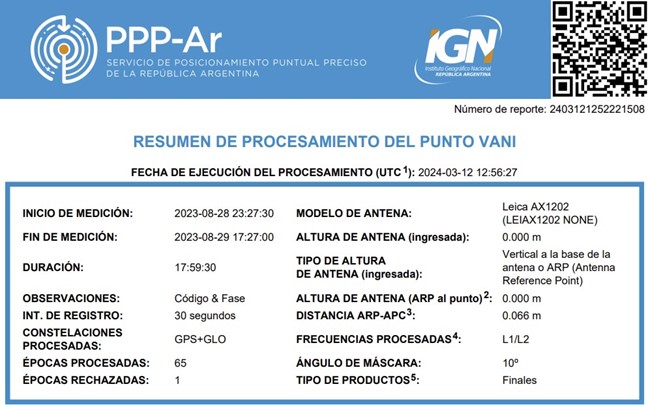 PPP-Ar
SERVICIO DE POSICIONAMIENTO PUNTUAL PRECISO
DE LA REPÚBLICA ARGENTINA
IGN
Instituto Geográfico Nacional
REPÚBLICA ARGENTINA
Número de reporte: 2403121252221508
RESUMEN DE PROCESAMIENTO DEL PUNTO VANI
FECHA DE EJECUCIÓN DEL PROCESAMIENTO (UTC 1): 2024-03-12 12:56:27
INICIO DE MEDICIÓN: 2023-08-28 23:27:30
MODELO DE ANTENA: Leica AX1202
(LEIAX1202 NONE)
FIN DE MEDICIÓN: 2023-08-29 17:27:00
ALTURA DE ANTENA (ingresada): 0.000 m
DURACIÓN: 17:59:30
TIPO DE ALTURA
DE ANTENA (ingresada):
Vertical a la base de la
antena o ARP (Antenna
Reference Point)
OBSERVACIONES: Código & Fase
ALTURA DE ANTENA (ARP al punto)2: 0.000 m
INT. DE REGISTRO: 30 segundos
DISTANCIA ARP-APC3: 0.066 m
CONSTELACIONES
PROCESADAS: GPS+GLO
FRECUENCIAS PROCESADAS4: L1/L2
ÉPOCAS PROCESADAS: 65
ÁNGULO DE MÁSCARA: 10º
ÉPOCAS RECHAZADAS: 1
TIPO DE PRODUCTOS5: Finales